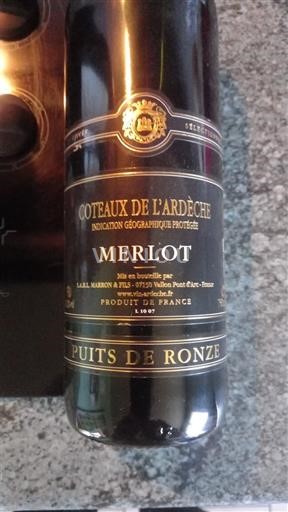 CUVÉE
SÉLECTION
COTEAUX DE L'ARDÈCHE
INDICATION GÉOGRAPHIQUE PROTÉGÉE
MERLOT
Mis en bouteille par
S.A.R.L. MARRON & FILS - 07150 Vallon Pont d'Arc - France
www.vin-ardeche.fr
PRODUIT DE FRANCE
L 10 07
PUITS DE RONZE